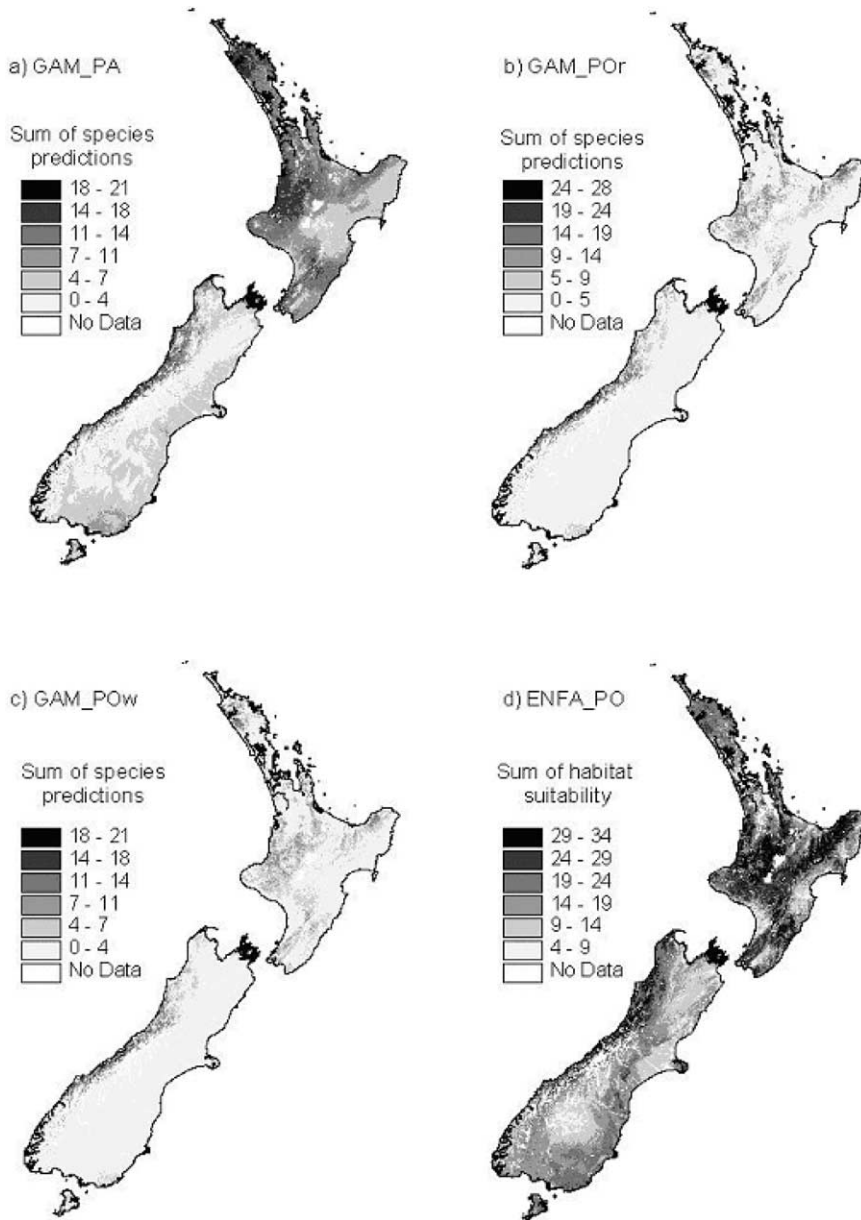 a) GAM_PA
Sum of species
predictions
18 - 21
14 - 18
11 - 14
7 - 11
4 - 7
0 - 4
No Data
b) GAM_POr
Sum of species
predictions
24 - 28
19 - 24
14 - 19
9 - 14
5 - 9
0 - 5
No Data
c) GAM_POw
Sum of species
predictions
18 - 21
14 - 18
11 - 14
7 - 11
4 - 7
0 - 4
No Data
d) ENFA_PO
Sum of habitat
suitability
29 - 34
24 - 29
19 - 24
14 - 19
9 - 14
4 - 9
No Data